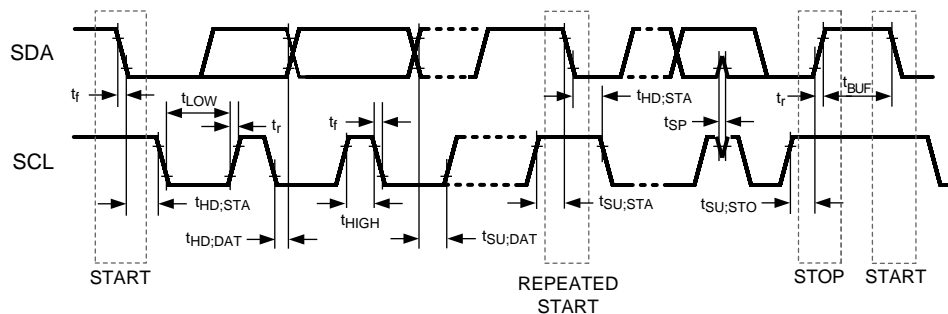 SDA
t_f
t_LOW
t_r
t_f
t_HD;STA
t_SP
t_r
t_BUF
SCL
t_HD;STA
t_HD;DAT
t_HIGH
t_SU;DAT
t_SU;STA
t_SU;STO
START
REPEATED
START
STOP
START